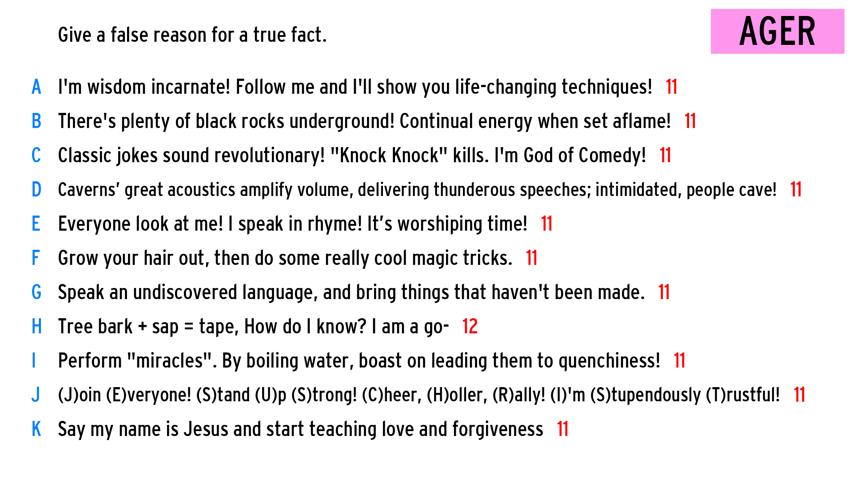 Give a false reason for a true fact.
AGER
A I'm wisdom incarnate! Follow me and I'll show you life-changing techniques! 11
B There's plenty of black rocks underground! Continual energy when set aflame! 11
C Classic jokes sound revolutionary! "Knock Knock" kills. I'm God of Comedy! 11
D Caverns’ great acoustics amplify volume, delivering thunderous speeches; intimidated, people cave! 11
E Everyone look at me! I speak in rhyme! It’s worshiping time! 11
F Grow your hair out, then do some really cool magic tricks. 11
G Speak an undiscovered language, and bring things that haven't been made. 11
H Tree bark + sap = tape, How do I know? I am a go- 12
I Perform "miracles". By boiling water, boast on leading them to quenchiness! 11
J (J)oin (E)veryone! (S)tand (U)p (S)trong! (C)heer, (H)oller, (R)ally! (I)'m (S)tupendously (T)rustful! 11
K Say my name is Jesus and start teaching love and forgiveness 11